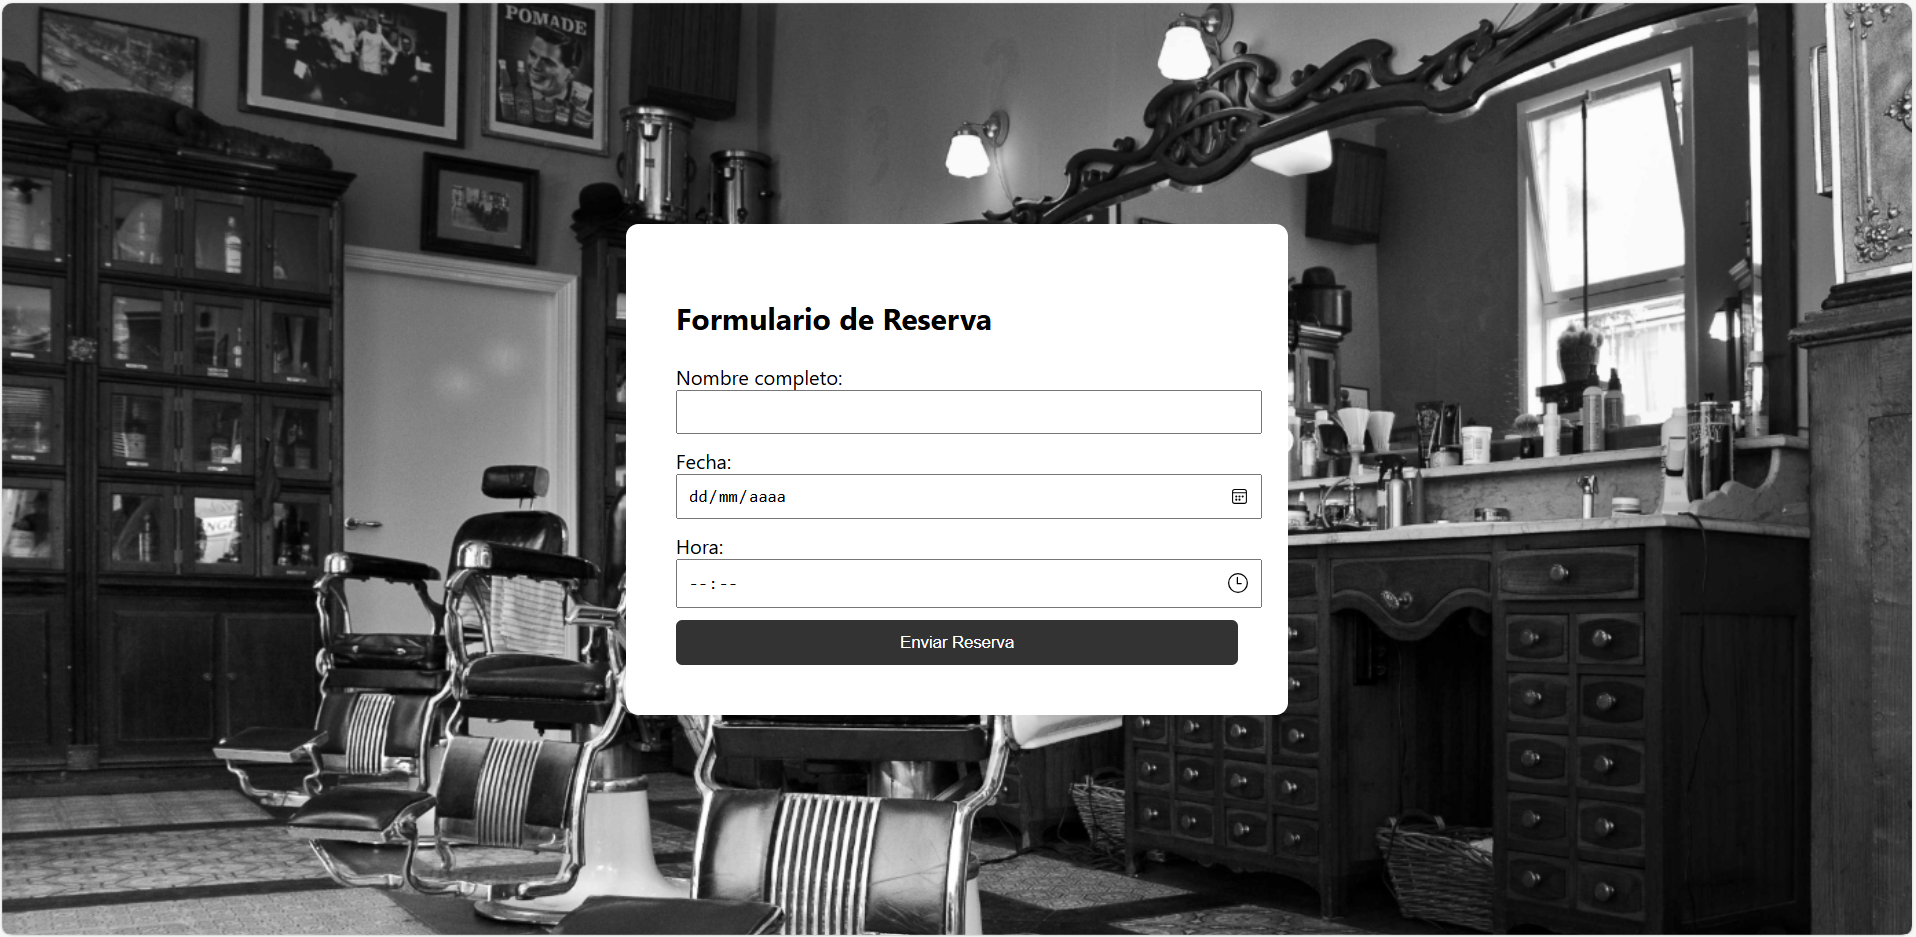 POMADE
Formulario de Reserva
Nombre completo:
Fecha:
dd/mm/aaaa
Hora:
--:--
Enviar Reserva